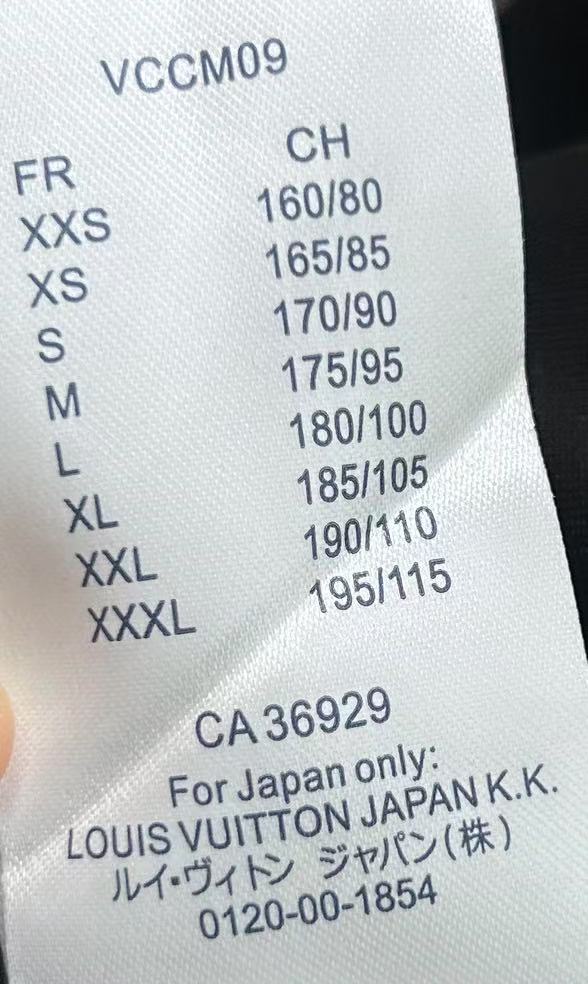 VCCM09
FR CH
XXS 160/80
XS 165/85
S 170/90
M 175/95
L 180/100
XL 185/105
XXL 190/110
XXXL 195/115
CA 36929
For Japan only:
LOUIS VUITTON JAPAN K.K.
ルイ・ヴィトン ジャパン(株)
0120-00-1854